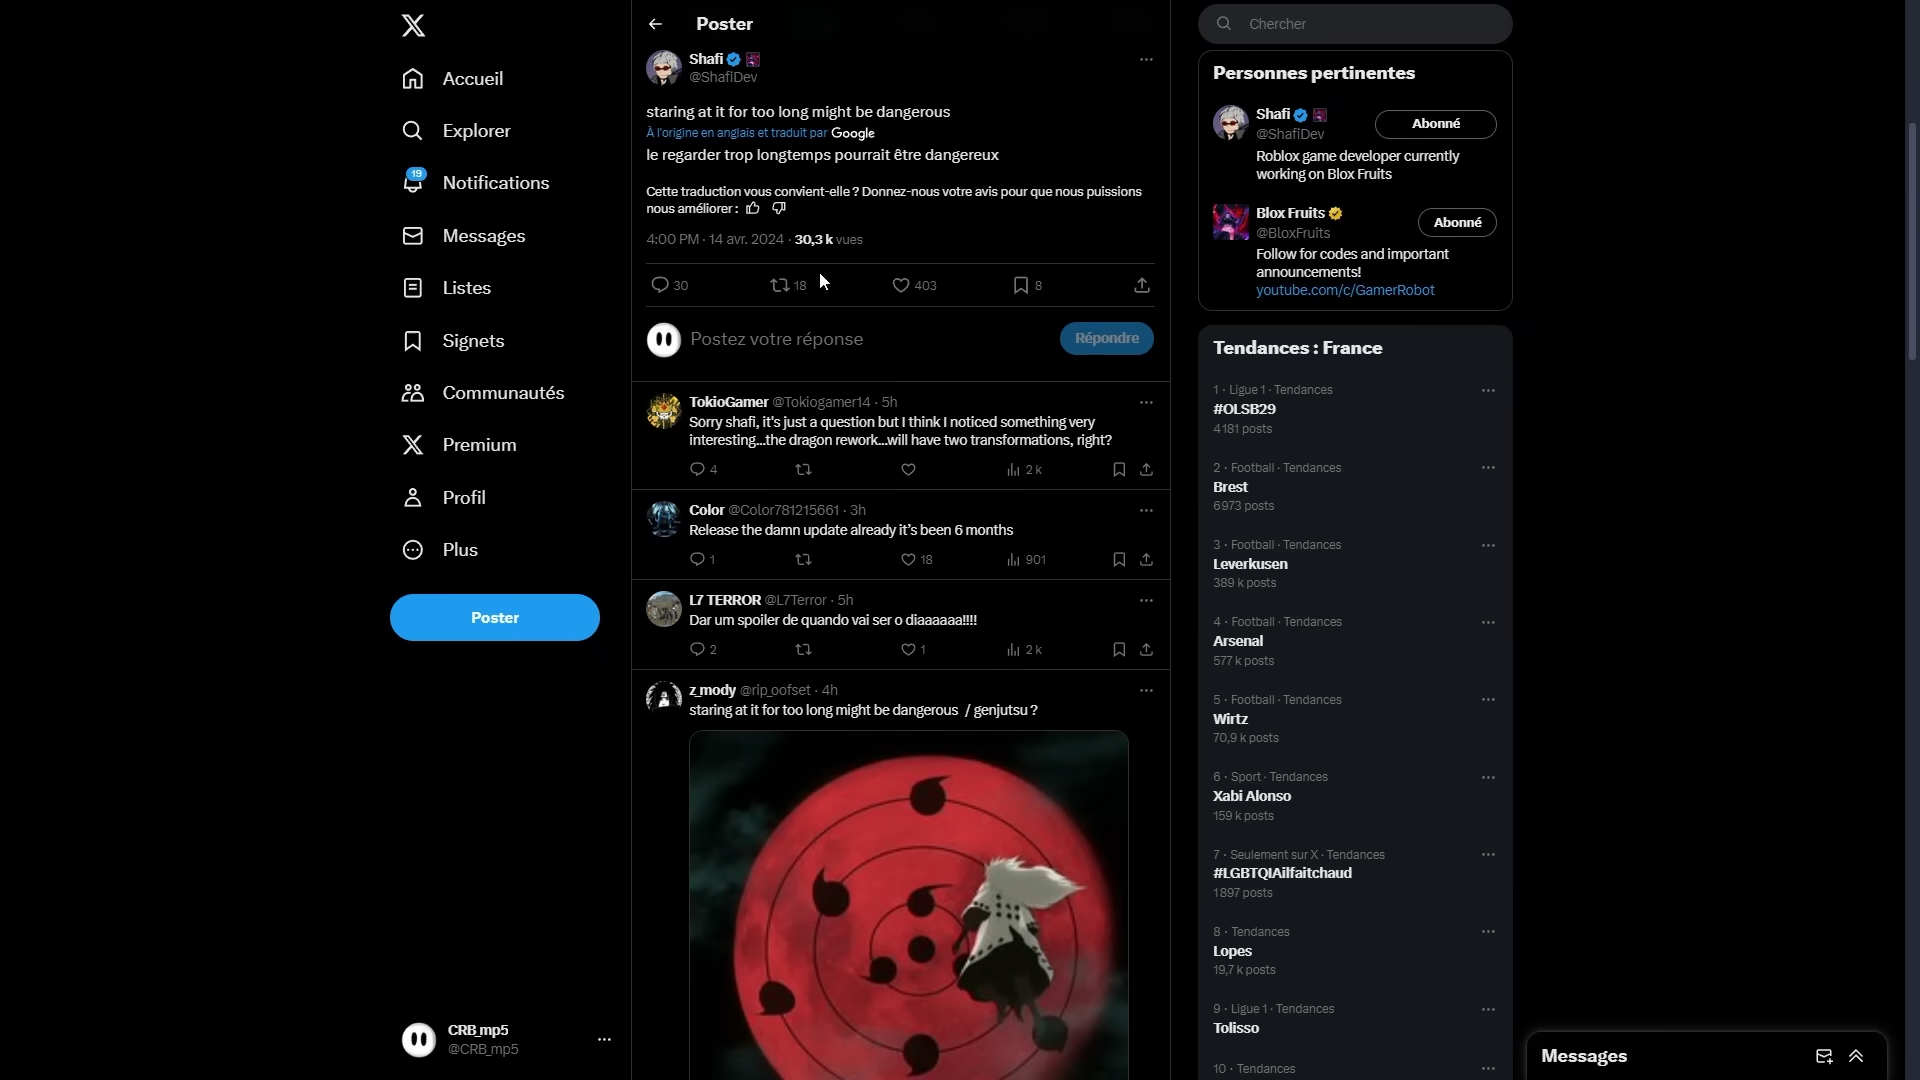 Accueil
Explorer
19
Notifications
Messages
Listes
Signets
Communautés
Premium
Profil
Plus
Poster
CRB_mp5
@CRB_mp5
Poster
Shafi
@ShafiDev
staring at it for too long might be dangerous
À l'origine en anglais et traduit par Google
le regarder trop longtemps pourrait être dangereux
Cette traduction vous convient-elle ? Donnez-nous votre avis pour que nous puissions
nous améliorer :
4:00 PM · 14 avr. 2024 · 30,3 k vues
30 18 403 8
Postez votre réponse
Répondre
TokioGamer @Tokiogamer14 · 5h
Sorry shafi, it's just a question but I think I noticed something very
interesting...the dragon rework...will have two transformations, right?
4 2 k
Color @Color781215661 · 3h
Release the damn update already it’s been 6 months
1 18 901
L7 TERROR @L7Terror · 5h
Dar um spoiler de quando vai ser o diaaaaaa!!!!
2 1 2 k
z_mody @rip_oofset · 4h
staring at it for too long might be dangerous / genjutsu ?
Chercher
Personnes pertinentes
Shafi
@ShafiDev
Abonné
Roblox game developer currently
working on Blox Fruits
Blox Fruits
@BloxFruits
Abonné
Follow for codes and important
announcements!
youtube.com/c/GamerRobot
Tendances : France
1 · Ligue 1 · Tendances
#OLSB29
4 181 posts
2 · Football · Tendances
Brest
6 973 posts
3 · Football · Tendances
Leverkusen
389 k posts
4 · Football · Tendances
Arsenal
577 k posts
5 · Football · Tendances
Wirtz
70,9 k posts
6 · Sport · Tendances
Xabi Alonso
159 k posts
7 · Seulement sur X · Tendances
#LGBTQIAilfaitchaud
1 897 posts
8 · Tendances
Lopes
19,7 k posts
9 · Ligue 1 · Tendances
Tolisso
10 · Tendances
Messages